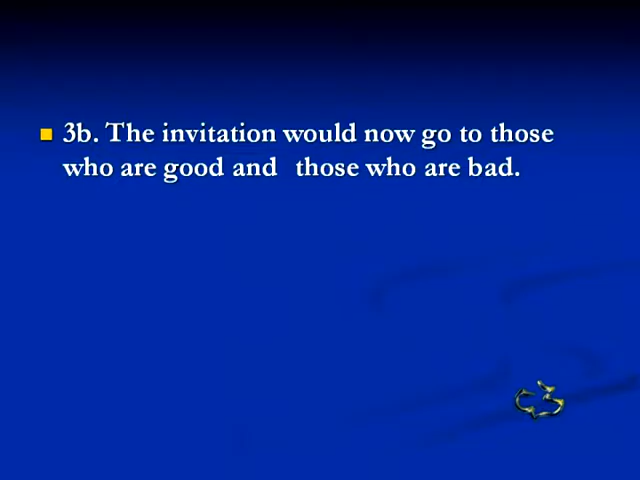 3b. The invitation would now go to those
who are good and those who are bad.